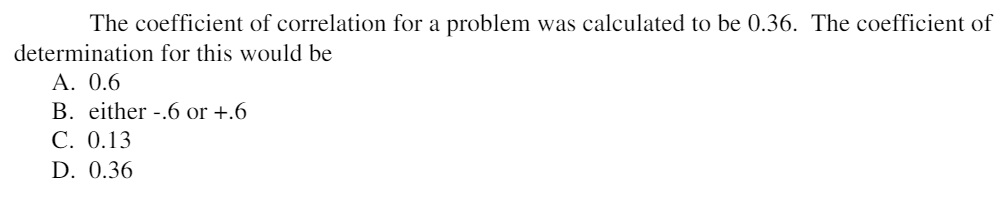 The coefficient of correlation for a problem was calculated to be 0.36. The coefficient of
determination for this would be
A. 0.6
B. either -.6 or +.6
C. 0.13
D. 0.36